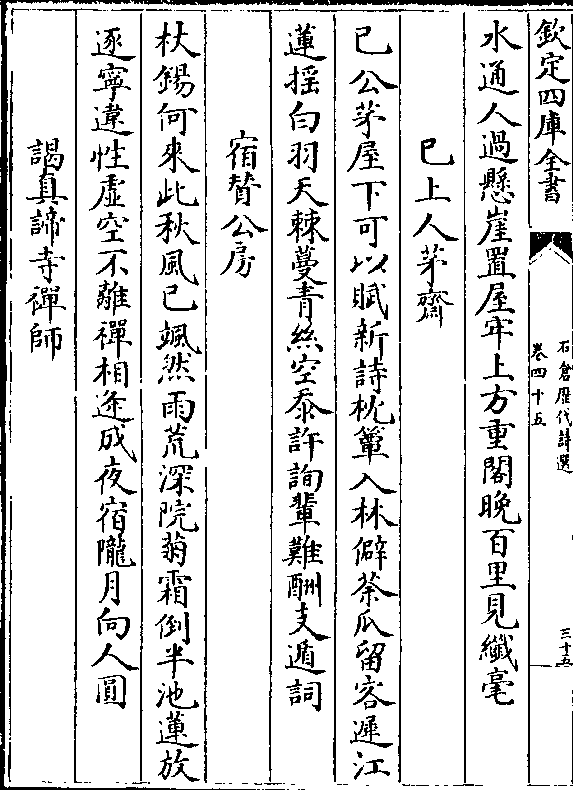 欽定四庫全書
石倉歴代詩選
卷四十五
三十五
水通人過懸崖置屋牢上方重閣晚百里見纎毫
巳上人茅齋
巳公茅屋下可以賦新詩枕簟入林僻茶瓜留客遲江
蓮揺白羽天棘蔓青絲空忝許詢輩難酬支遁詞
宿賛公房
杖錫何來此秋風已颯然雨荒深院菊霜倒半池蓮放
逐寧違性虛空不離禪相逢成夜宿隴月向人圓
謁真諦寺禪師